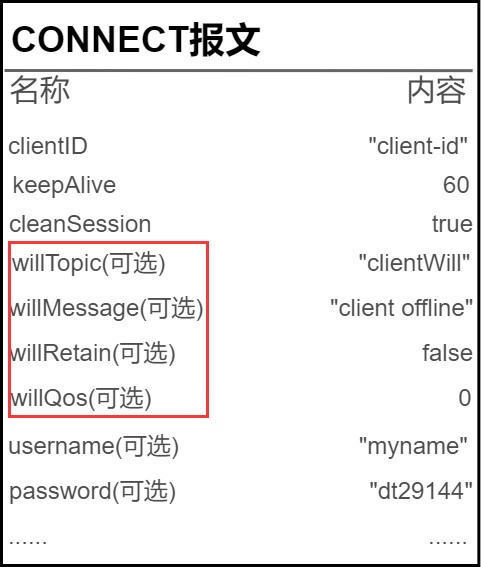 CONNECT报文
名称 内容
clientID "client-id"
keepAlive 60
cleanSession true
willTopic(可选) "clientWill"
willMessage(可选) "client offline"
willRetain(可选) false
willQos(可选) 0
username(可选) "myname"
password(可选) "dt29144"
...... ......